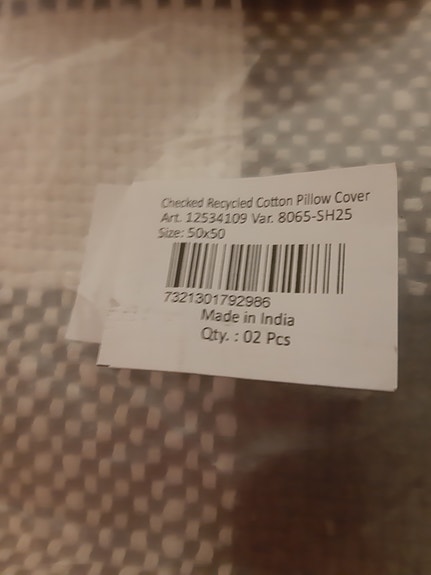 Checked Recycled Cotton Pillow Cover
Art. 12534109 Var. 8065-SH25
Size: 50x50
7321301792986
Made in India
Qty. : 02 Pcs